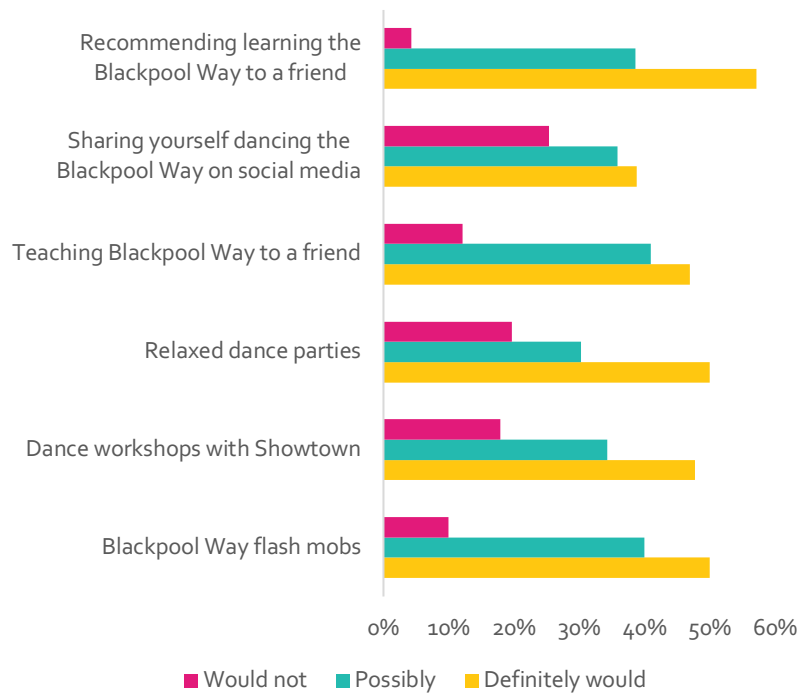 Recommending learning the
Blackpool Way to a friend
Sharing yourself dancing the
Blackpool Way on social media
Teaching Blackpool Way to a friend
Relaxed dance parties
Dance workshops with Showtown
Blackpool Way flash mobs
0% 10% 20% 30% 40% 50% 60%
Would not Possibly Definitely would